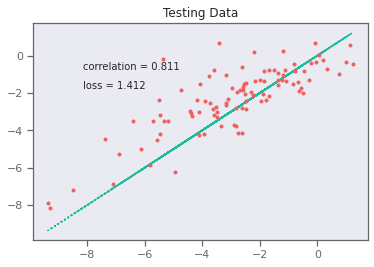 Testing Data
correlation = 0.811
loss = 1.412
0
−2
−4
−6
−8
−8 −6 −4 −2 0